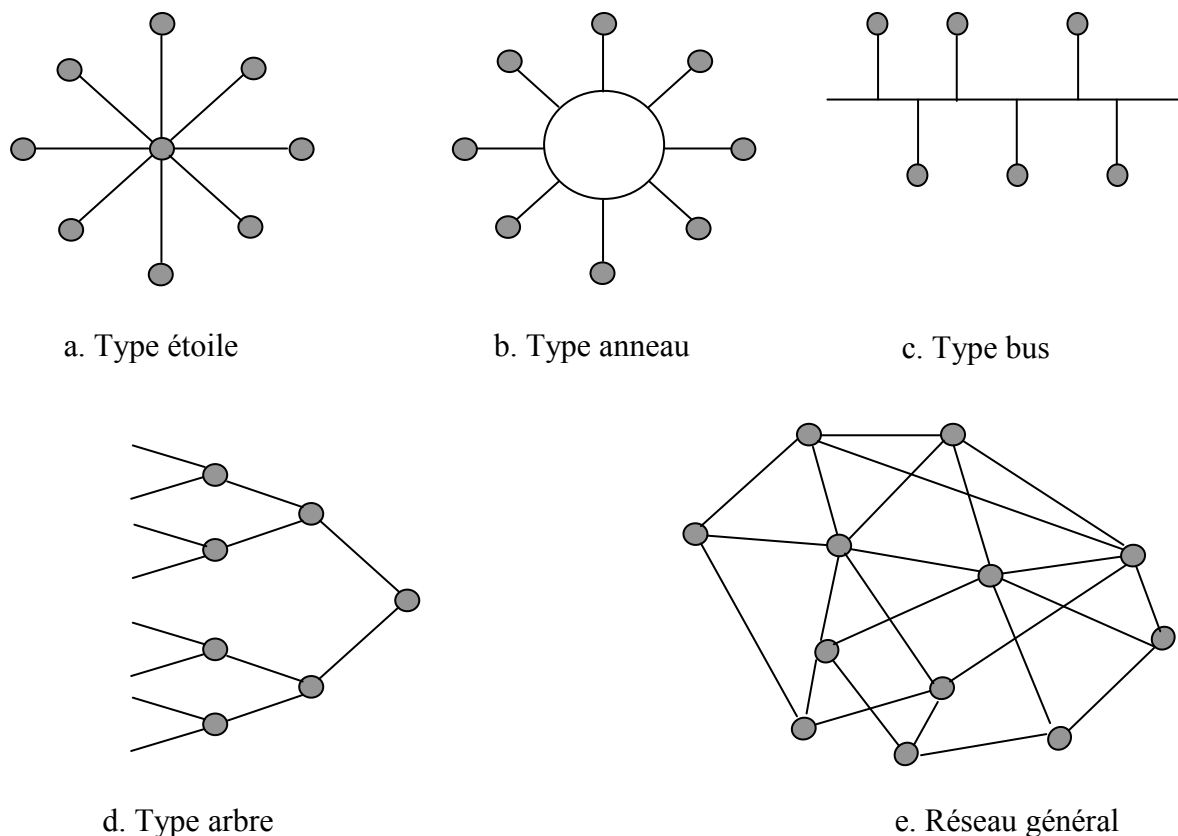 a. Type étoile
b. Type anneau
c. Type bus
d. Type arbre
e. Réseau général